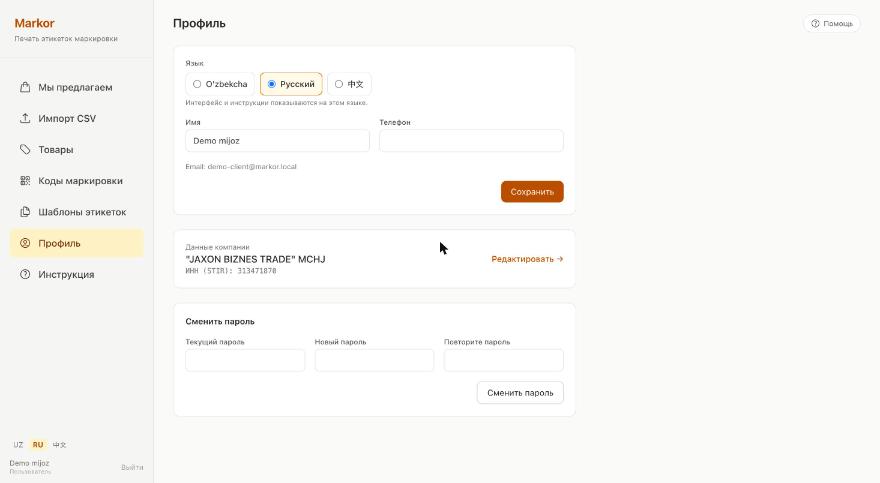 Markor
Печать этикеток маркировки
Мы предлагаем
Импорт CSV
Товары
Коды маркировки
Шаблоны этикеток
Профиль
Инструкция
UZ RU 中文
Demo mijoz
Пользователь
Выйти
Профиль
Помощь
Язык
O'zbekcha Русский 中文
Интерфейс и инструкции показываются на этом языке.
Имя Телефон
Demo mijoz
Email: demo-client@markor.local
Сохранить
Данные компании
"JAXON BIZNES TRADE" MCHJ
ИНН (STIR): 313471870
Редактировать →
Сменить пароль
Текущий пароль Новый пароль Повторите пароль
Сменить пароль